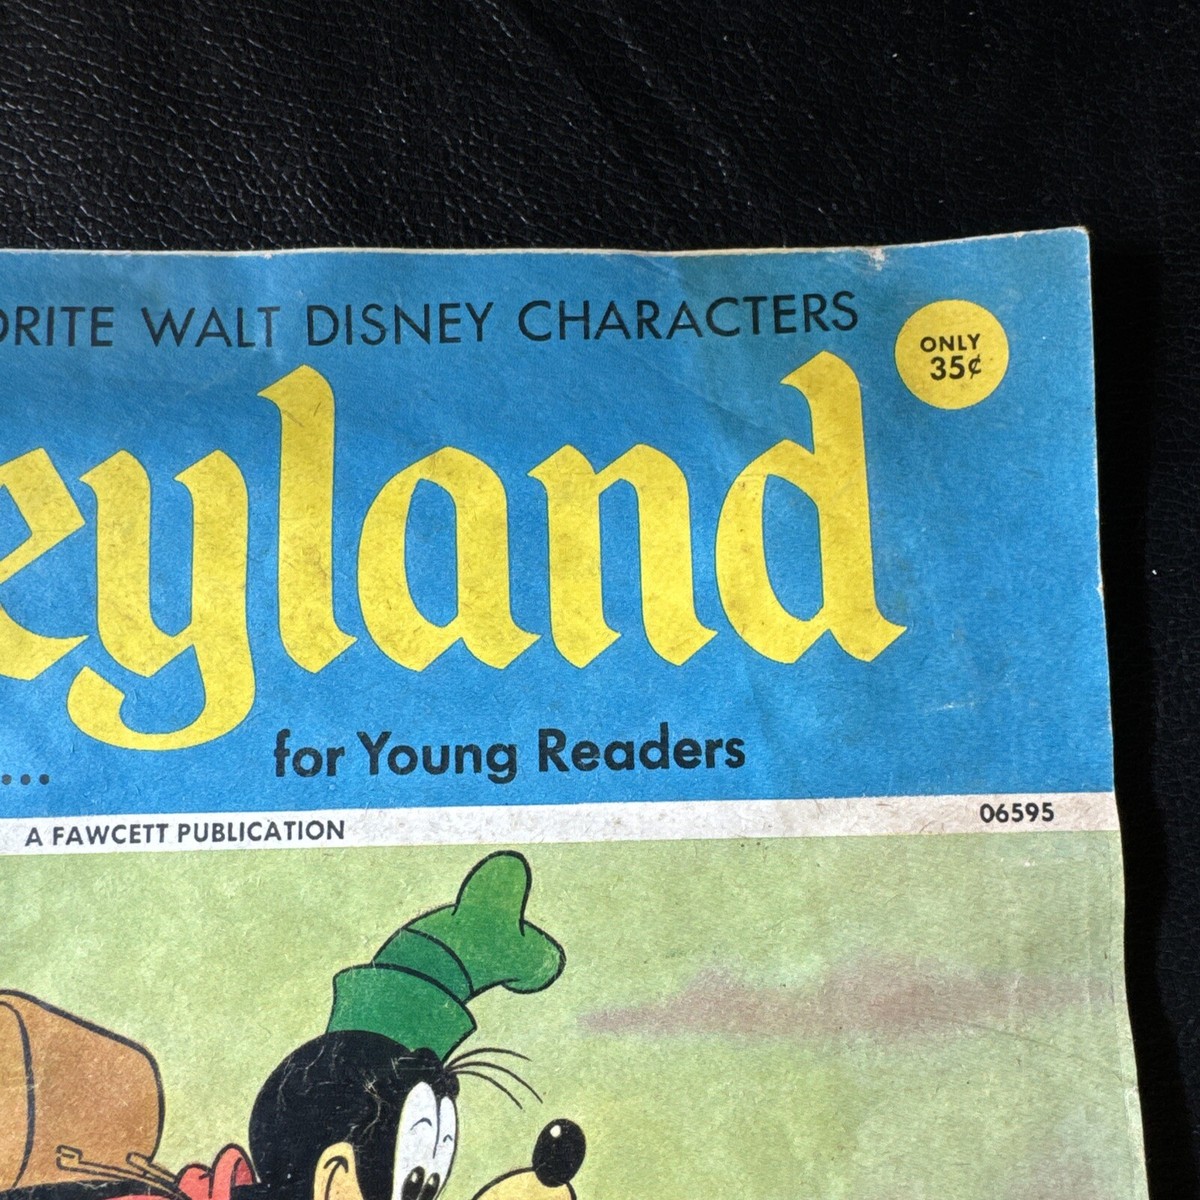 ORITE WALT DISNEY CHARACTERS
ONLY
35¢
eyland
... for Young Readers
A FAWCETT PUBLICATION
06595